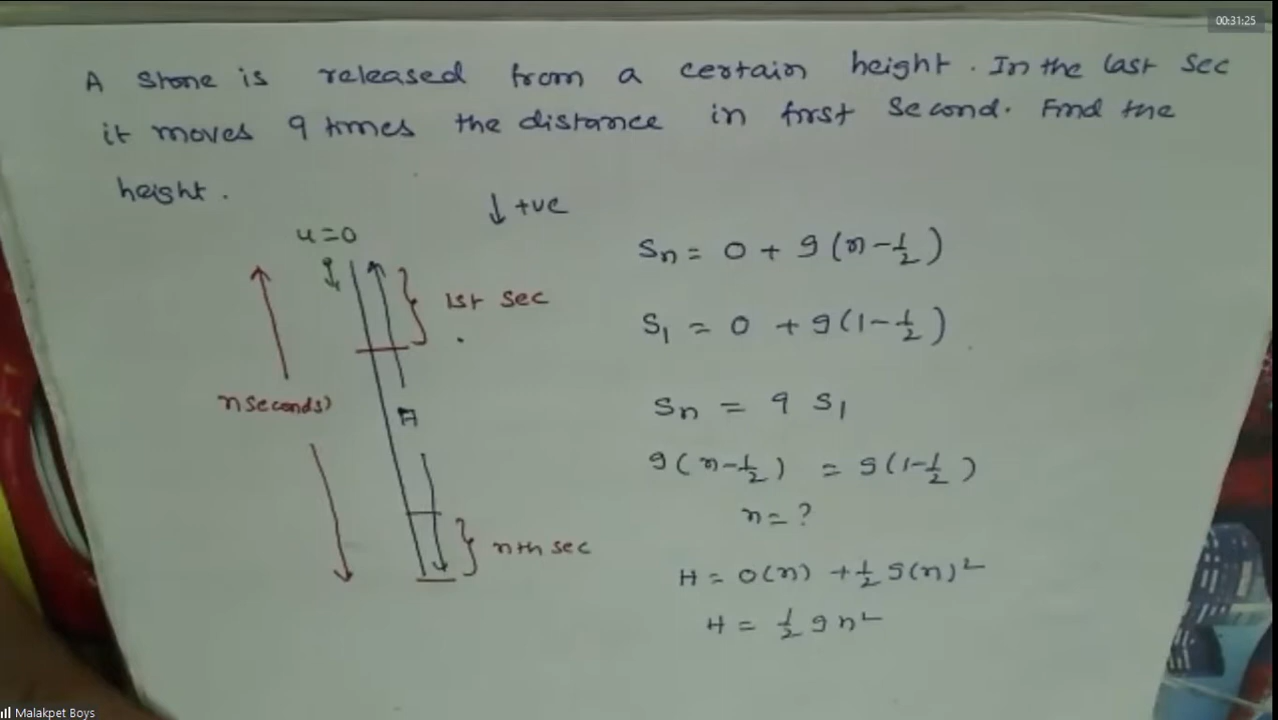 00:31:25
A stone is released from a certain height. In the last sec
it moves 9 times the distance in first second. Find the
height.
↓ +ve
u=0
1st sec
n seconds)
H
nth sec
Sn = 0 + g(n-1/2)
S1 = 0 + g(1-1/2)
Sn = 9 S1
g(n-1/2) = g(1-1/2)
n=?
H = 0(n) + 1/2 g(n)²
H = 1/2 g n²
Malakpet Boys